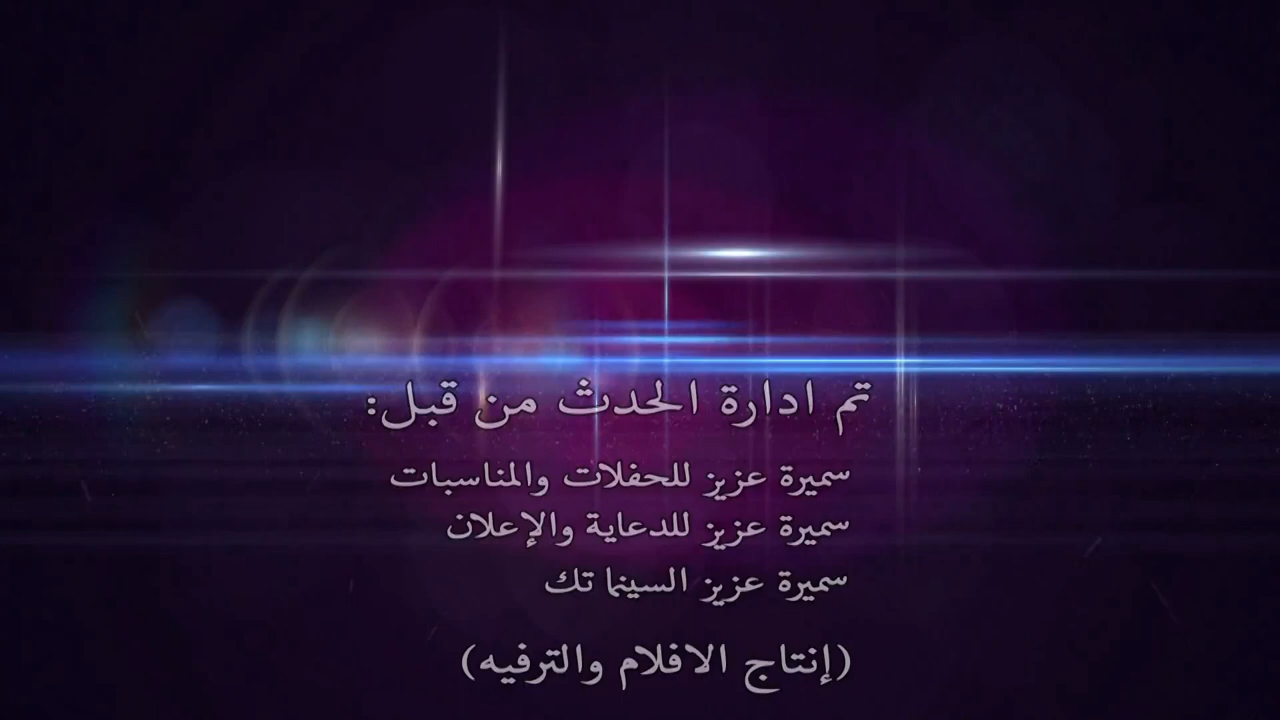 تم ادارة الحدث من قبل:
سميرة عزيز للحفلات والمناسبات
سميرة عزيز للدعاية والإعلان
سميرة عزيز السينما تك
(إنتاج الافلام والترفيه)